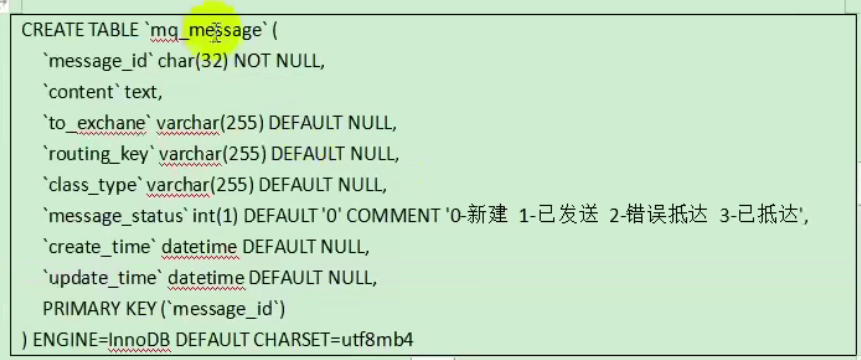 CREATE TABLE `mq_message` (
`message_id` char(32) NOT NULL,
`content` text,
`to_exchane` varchar(255) DEFAULT NULL,
`routing_key` varchar(255) DEFAULT NULL,
`class_type` varchar(255) DEFAULT NULL,
`message_status` int(1) DEFAULT '0' COMMENT '0-新建 1-已发送 2-错误抵达 3-已抵达',
`create_time` datetime DEFAULT NULL,
`update_time` datetime DEFAULT NULL,
PRIMARY KEY (`message_id`)
) ENGINE=InnoDB DEFAULT CHARSET=utf8mb4